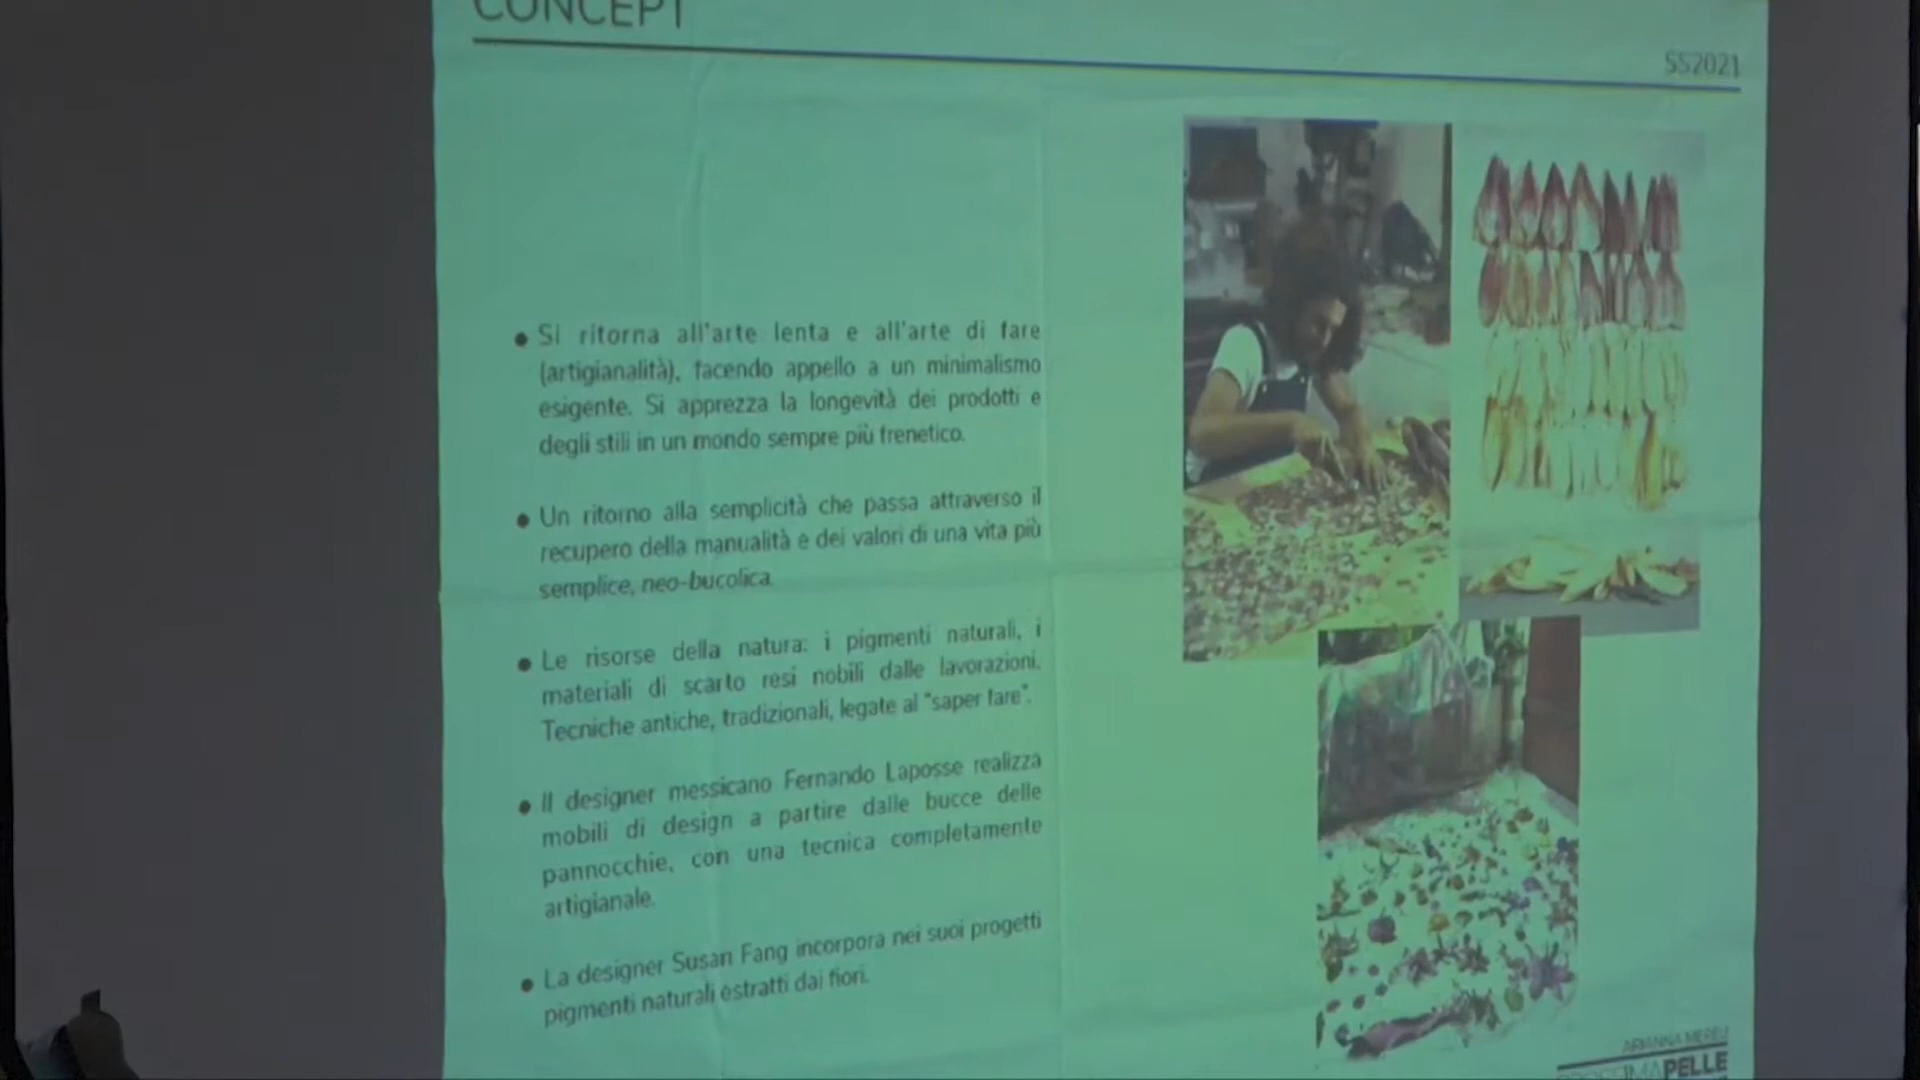 CONCEPT
SS2021
● Si ritorna all'arte lenta e all'arte di fare
(artigianalità), facendo appello a un minimalismo
esigente. Si apprezza la longevità dei prodotti e
degli stili in un mondo sempre più frenetico.
● Un ritorno alla semplicità che passa attraverso il
recupero della manualità e dei valori di una vita più
semplice, neo-bucolica.
● Le risorse della natura: i pigmenti naturali, i
materiali di scarto resi nobili dalle lavorazioni.
Tecniche antiche, tradizionali, legate al "saper fare".
● Il designer messicano Fernando Laposse realizza
mobili di design a partire dalle bucce delle
pannocchie, con una tecnica completamente
artigianale.
● La designer Susan Fang incorpora nei suoi progetti
pigmenti naturali estratti dai fiori.
ARIANNA
PELLE